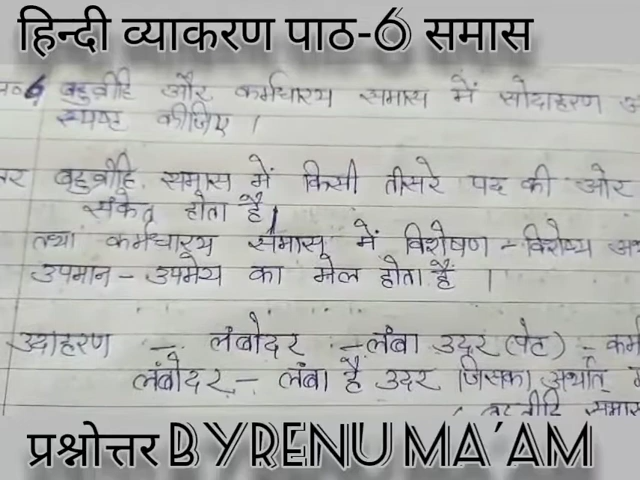 हिन्दी व्याकरण पाठ-6 समास
6 बहुव्रीहि और कर्मधारय समास में सोदाहरण
स्पष्ट कीजिए ।
बहुव्रीहि समास में किसी तीसरे पद की ओर
संकेत होता है।
तथा कर्मधारय समास में विशेषण - विशेष्य
उपमान - उपमेय का मेल होता है ।
उदाहरण - लंबोदर - लंबा उदर (पेट) -
लंबोदर - लंबा है उदर जिसका अर्थात्
समास
प्रश्नोत्तर BY RENU MA'AM